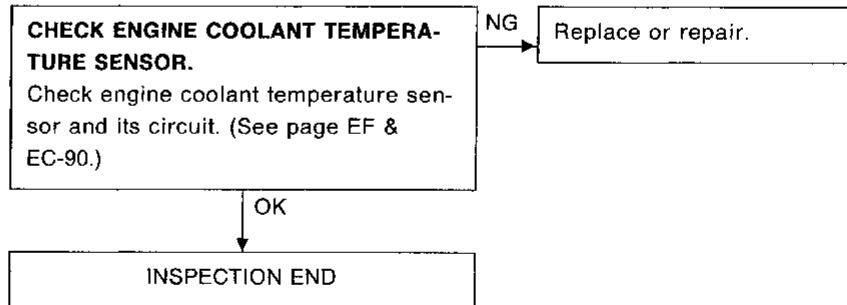 CHECK ENGINE COOLANT TEMPERA-
TURE SENSOR.
Check engine coolant temperature sen-
sor and its circuit. (See page EF &
EC-90.)
NG
Replace or repair.
OK
INSPECTION END